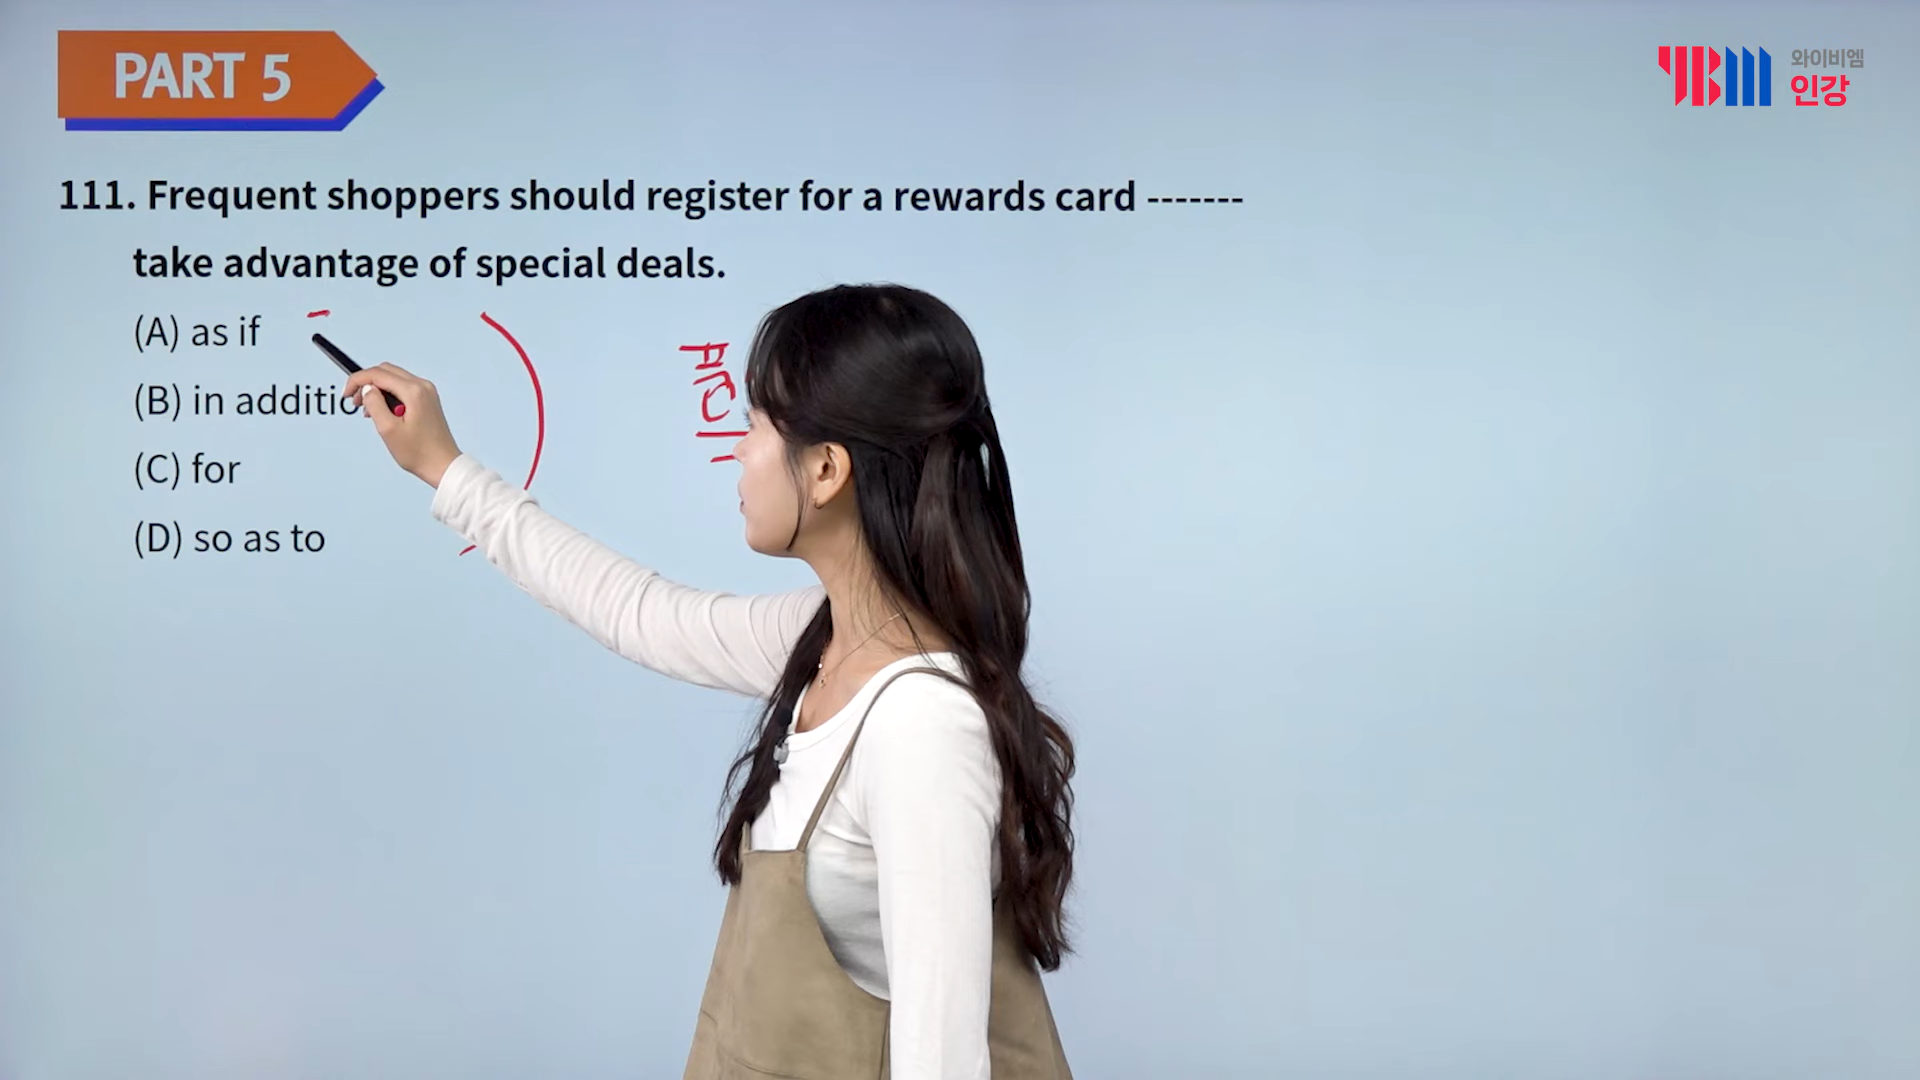 PART 5
와이비엠
YBM 인강
111. Frequent shoppers should register for a rewards card -------
take advantage of special deals.
(A) as if
(B) in additio
(C) for
(D) so as to